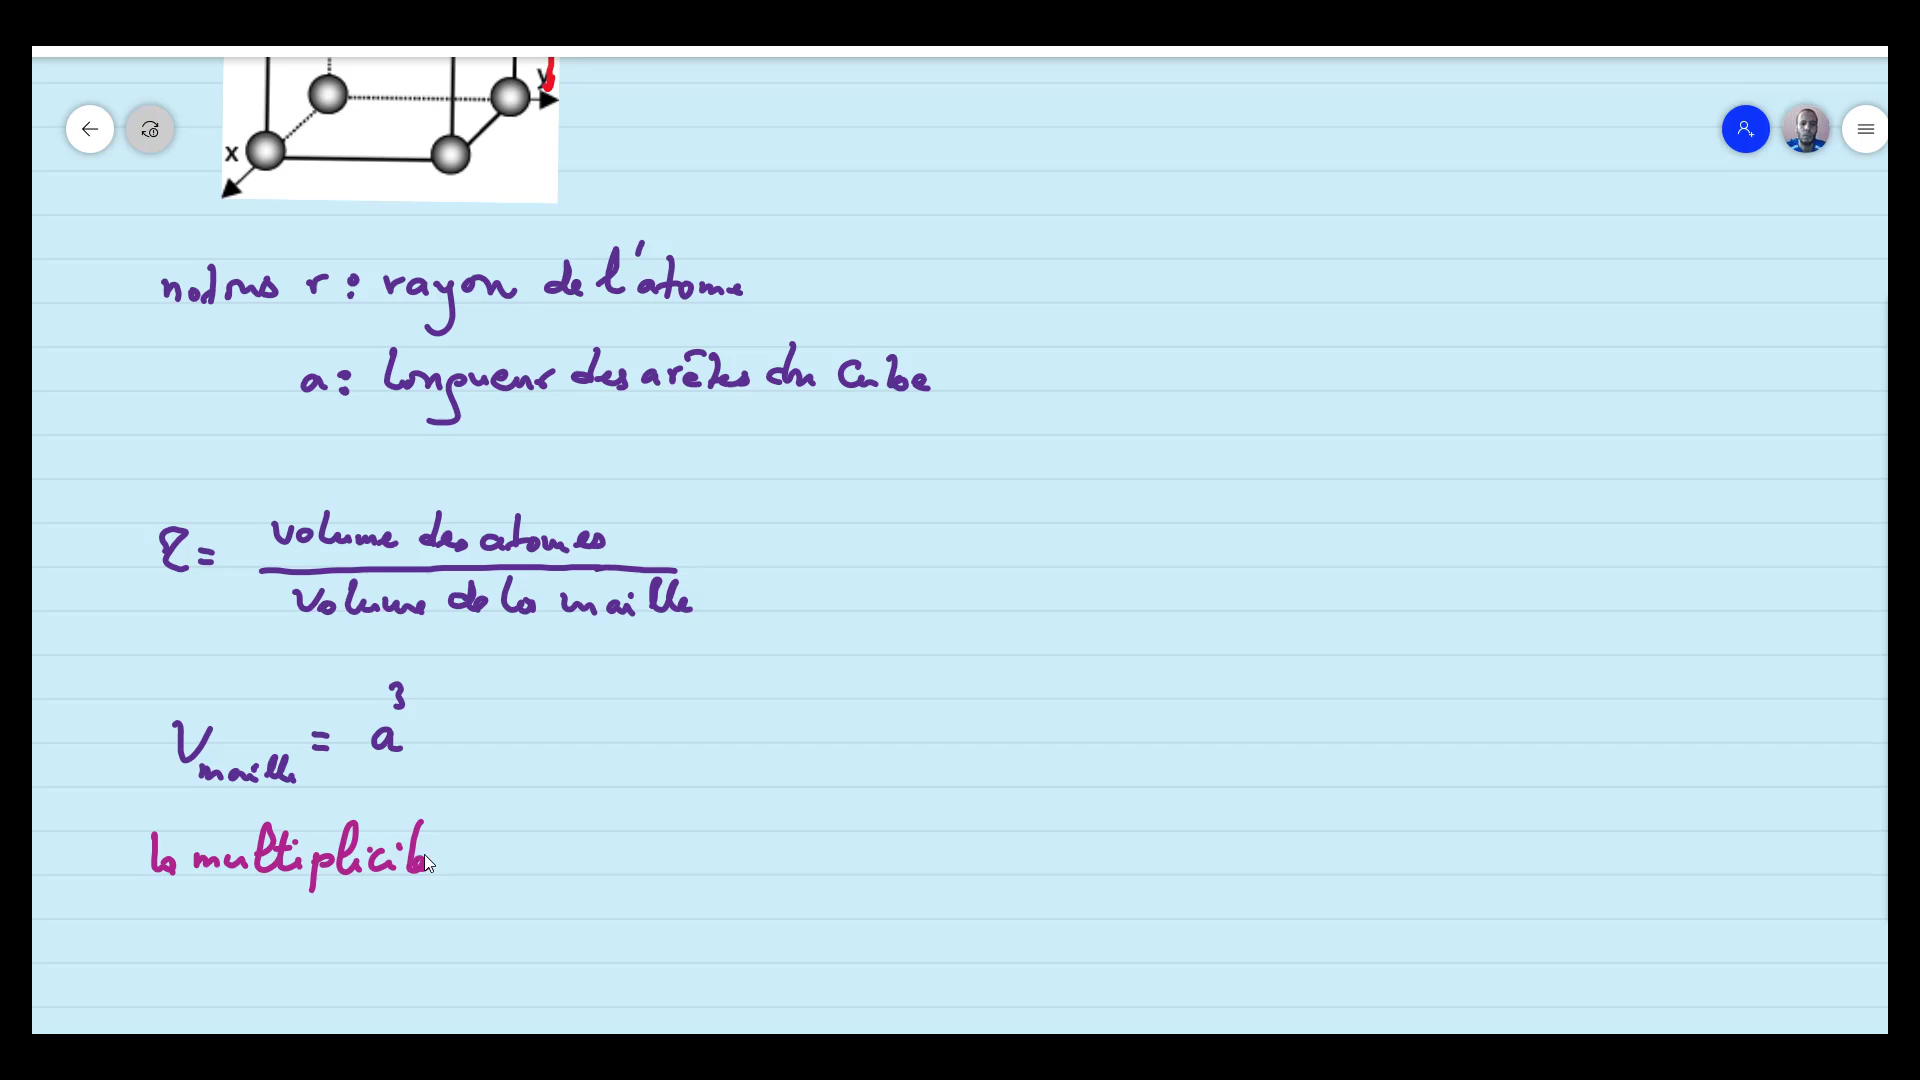 y
x
notons r : rayon de l'atome
a : longueur des arêtes du cube
τ = volume des atomes
volume de la maille
V maille = a³
la multiplicité